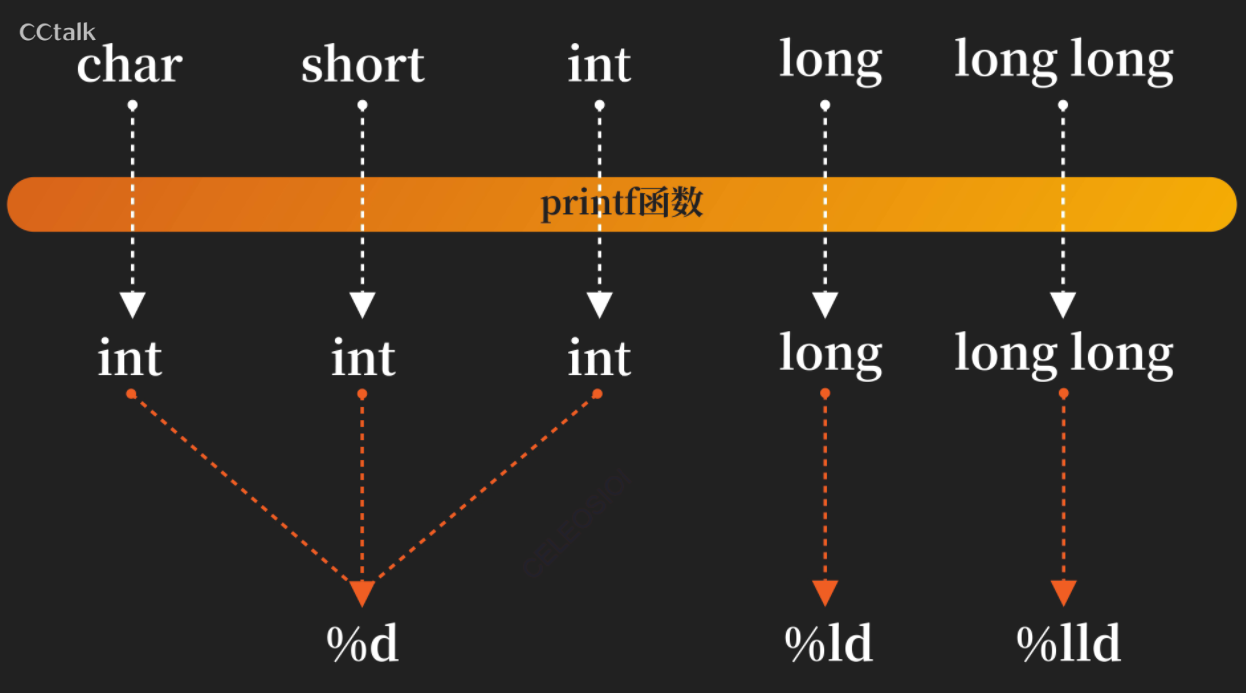 CCtalk
char short int long long long
printf函数
int int int long long long
%d %ld %lld